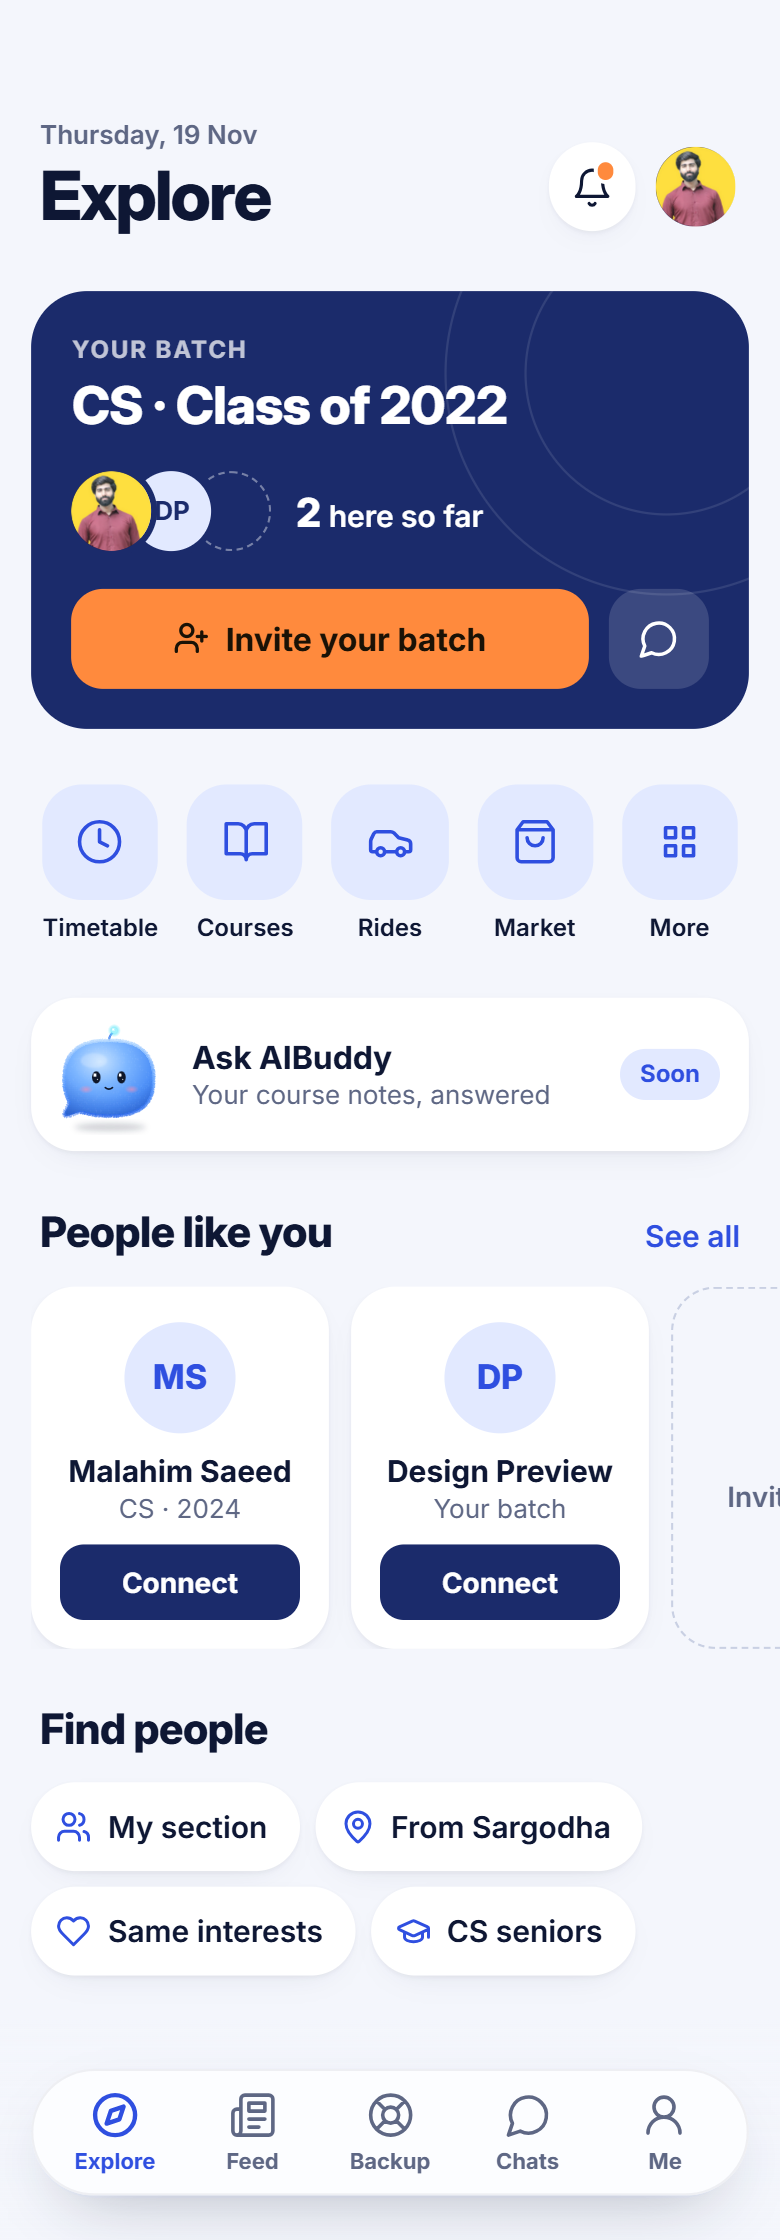 Thursday, 19 Nov
Explore
YOUR BATCH
CS · Class of 2022
DP
2 here so far
Invite your batch
Timetable
Courses
Rides
Market
More
Ask AIBuddy
Your course notes, answered
Soon
People like you
See all
MS
Malahim Saeed
CS · 2024
Connect
DP
Design Preview
Your batch
Connect
Find people
My section
From Sargodha
Same interests
CS seniors
Explore
Feed
Backup
Chats
Me